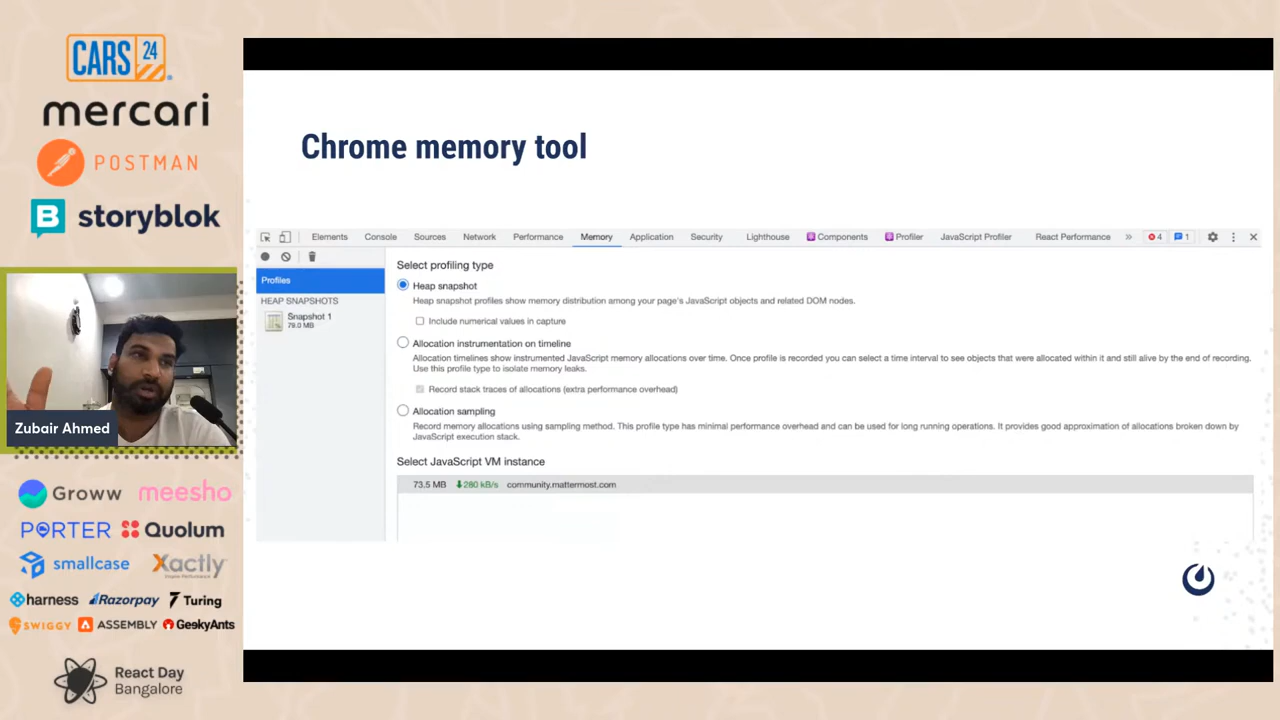 CARS 24
mercari
POSTMAN
storyblok
Zubair Ahmed
Groww meesho
PORTER Quolum
smallcase Xactly
Inspire Performance
harness Razorpay Turing
SWIGGY ASSEMBLY GeekyAnts
React Day
Bangalore
Chrome memory tool
Elements Console Sources Network Performance Memory Application Security Lighthouse Components Profiler JavaScript Profiler React Performance » 4 1
Profiles
HEAP SNAPSHOTS
Snapshot 1
79.0 MB
Select profiling type
Heap snapshot
Heap snapshot profiles show memory distribution among your page's JavaScript objects and related DOM nodes.
Include numerical values in capture
Allocation instrumentation on timeline
Allocation timelines show instrumented JavaScript memory allocations over time. Once profile is recorded you can select a time interval to see objects that were allocated within it and still alive by the end of recording.
Use this profile type to isolate memory leaks.
Record stack traces of allocations (extra performance overhead)
Allocation sampling
Record memory allocations using sampling method. This profile type has minimal performance overhead and can be used for long running operations. It provides good approximation of allocations broken down by
JavaScript execution stack.
Select JavaScript VM instance
73.5 MB 280 kB/s community.mattermost.com